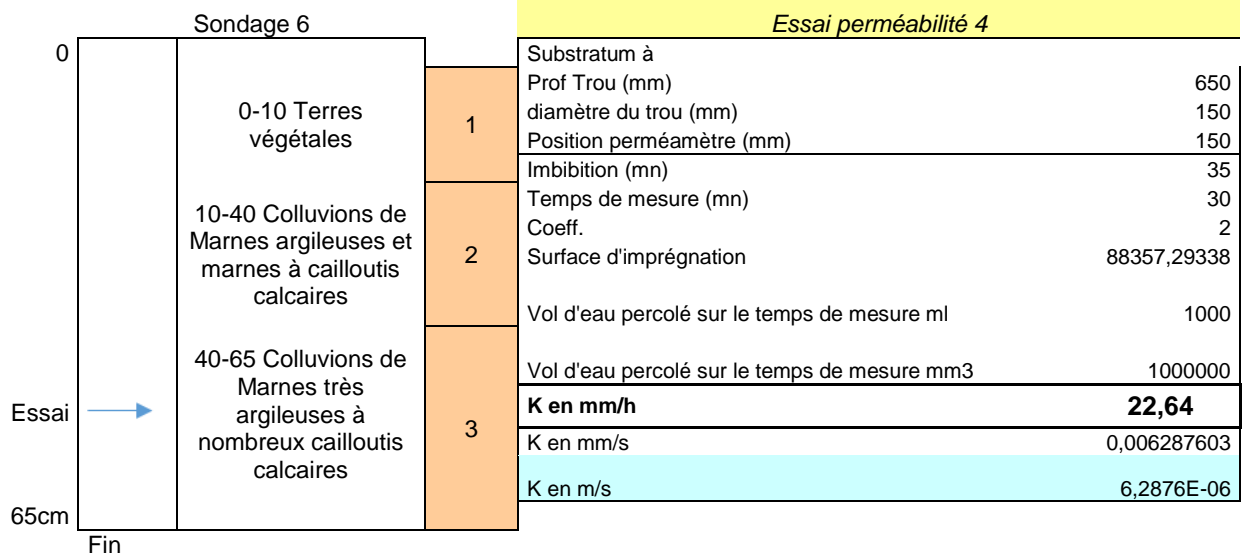 Sondage 6
Essai perméabilité 4
0
Substratum à
Prof Trou (mm) 650
0-10 Terres
végétales
1
diamètre du trou (mm) 150
Position perméamètre (mm) 150
Imbibition (mn) 35
10-40 Colluvions de
Marnes argileuses et
marnes à cailloutis
calcaires
2
Temps de mesure (mn) 30
Coeff. 2
Surface d'imprégnation 88357,29338
Vol d'eau percolé sur le temps de mesure ml 1000
40-65 Colluvions de
Marnes très
argileuses à
nombreux cailloutis
calcaires
3
Vol d'eau percolé sur le temps de mesure mm3 1000000
Essai
K en mm/h 22,64
K en mm/s 0,006287603
K en m/s 6,2876E-06
65cm
Fin